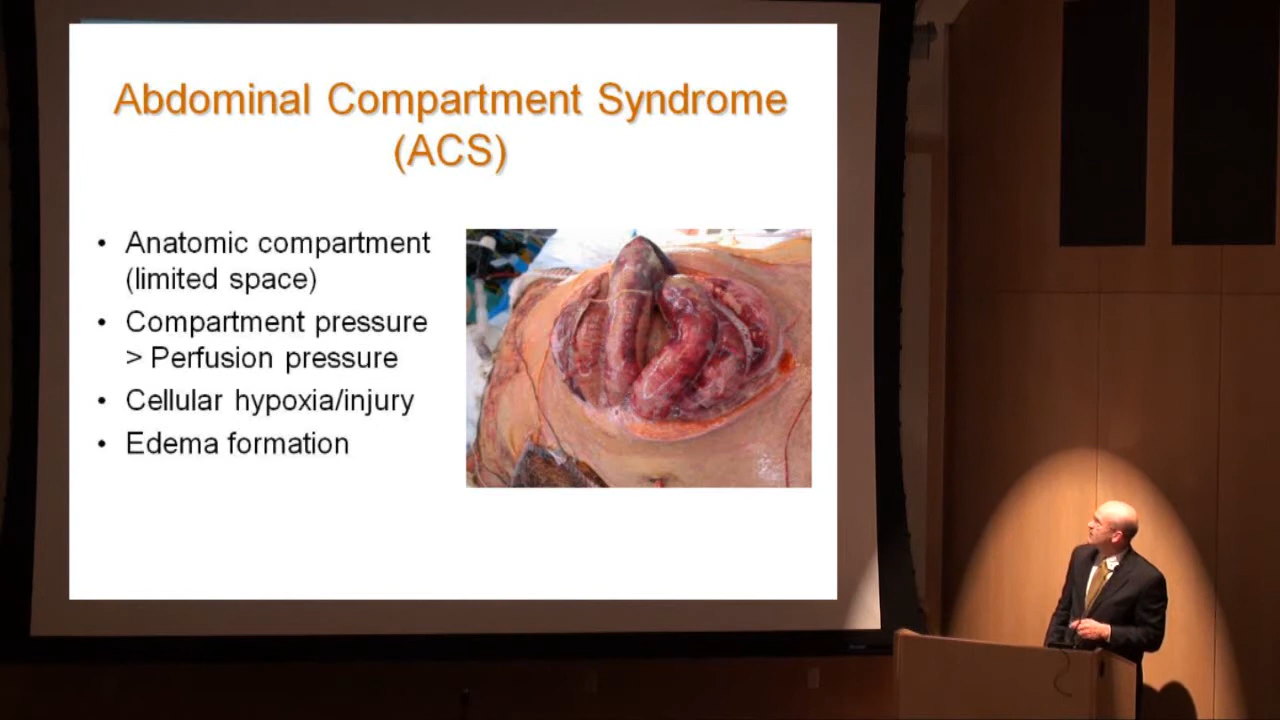 Abdominal Compartment Syndrome
(ACS)
• Anatomic compartment
(limited space)
• Compartment pressure
> Perfusion pressure
• Cellular hypoxia/injury
• Edema formation